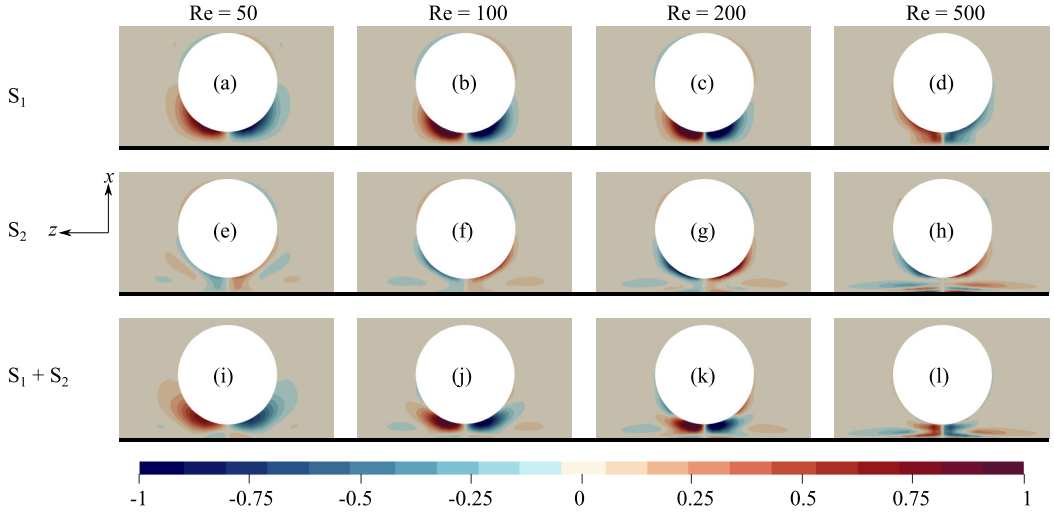 Re = 50 Re = 100 Re = 200 Re = 500
S1 (a) (b) (c) (d)
x
S2 z (e) (f) (g) (h)
S1 + S2 (i) (j) (k) (l)
-1 -0.75 -0.5 -0.25 0 0.25 0.5 0.75 1